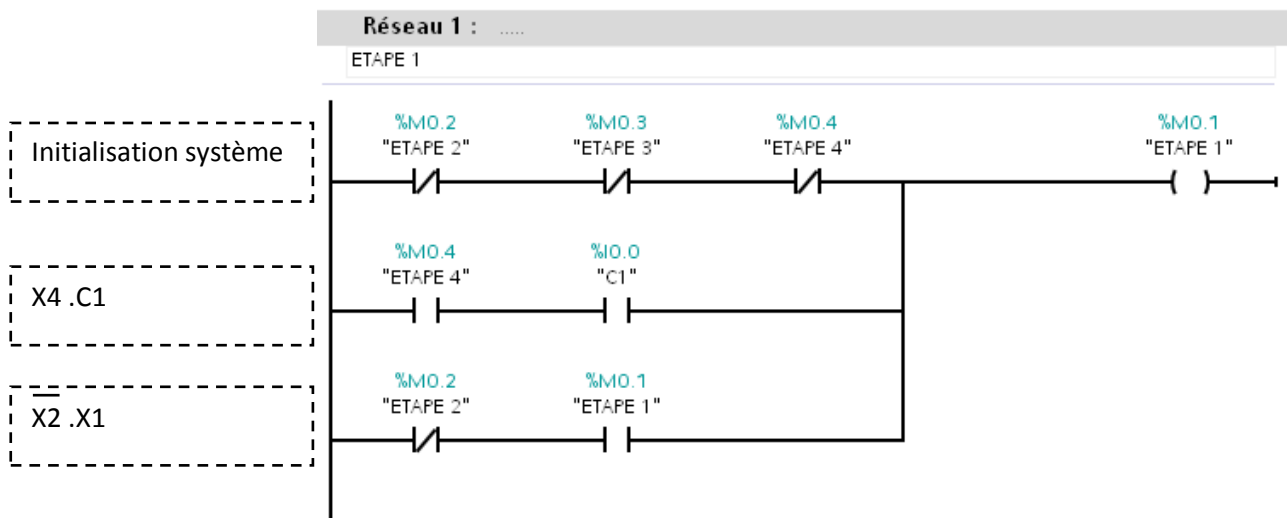 Réseau 1 : .....
ETAPE 1
Initialisation système
%M0.2 %M0.3 %M0.4 %M0.1
"ETAPE 2" "ETAPE 3" "ETAPE 4" "ETAPE 1"
X4 .C1
%M0.4 %I0.0
"ETAPE 4" "C1"
X̅2̅ .X1
%M0.2 %M0.1
"ETAPE 2" "ETAPE 1"